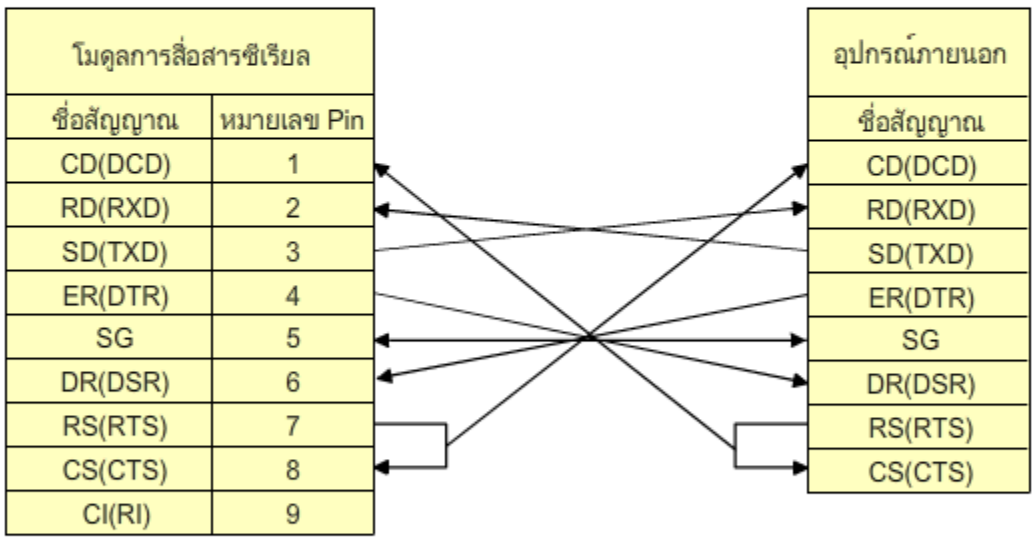 โมดูลการสื่อสารซีเรียล อุปกรณ์ภายนอก
ชื่อสัญญาณ หมายเลข Pin ชื่อสัญญาณ
CD(DCD) 1 CD(DCD)
RD(RXD) 2 RD(RXD)
SD(TXD) 3 SD(TXD)
ER(DTR) 4 ER(DTR)
SG 5 SG
DR(DSR) 6 DR(DSR)
RS(RTS) 7 RS(RTS)
CS(CTS) 8 CS(CTS)
CI(RI) 9